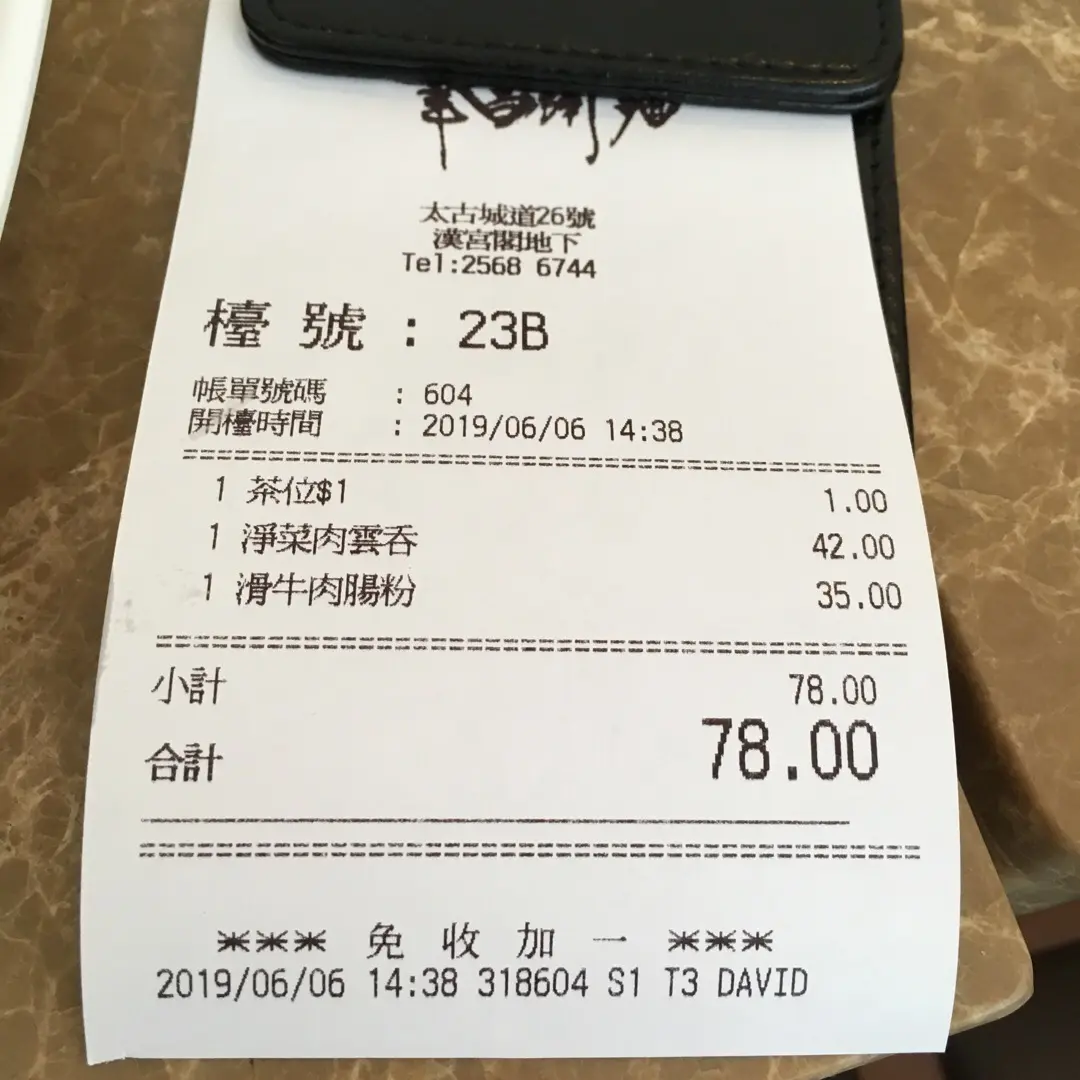 太古城道26號
漢宮閣地下
Tel:2568 6744
檯 號 : 23B
帳單號碼 : 604
開檯時間 : 2019/06/06 14:38
1 茶位$1 1.00
1 淨菜肉雲吞 42.00
1 滑牛肉腸粉 35.00
小計 78.00
合計 78.00
*** 免 收 加 一 ***
2019/06/06 14:38 318604 S1 T3 DAVID